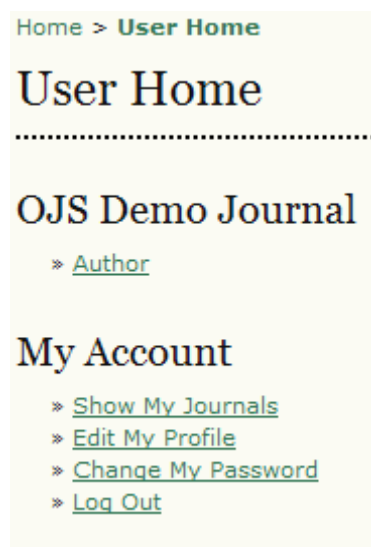 Home > User Home
User Home
OJS Demo Journal
» Author
My Account
» Show My Journals
» Edit My Profile
» Change My Password
» Log Out